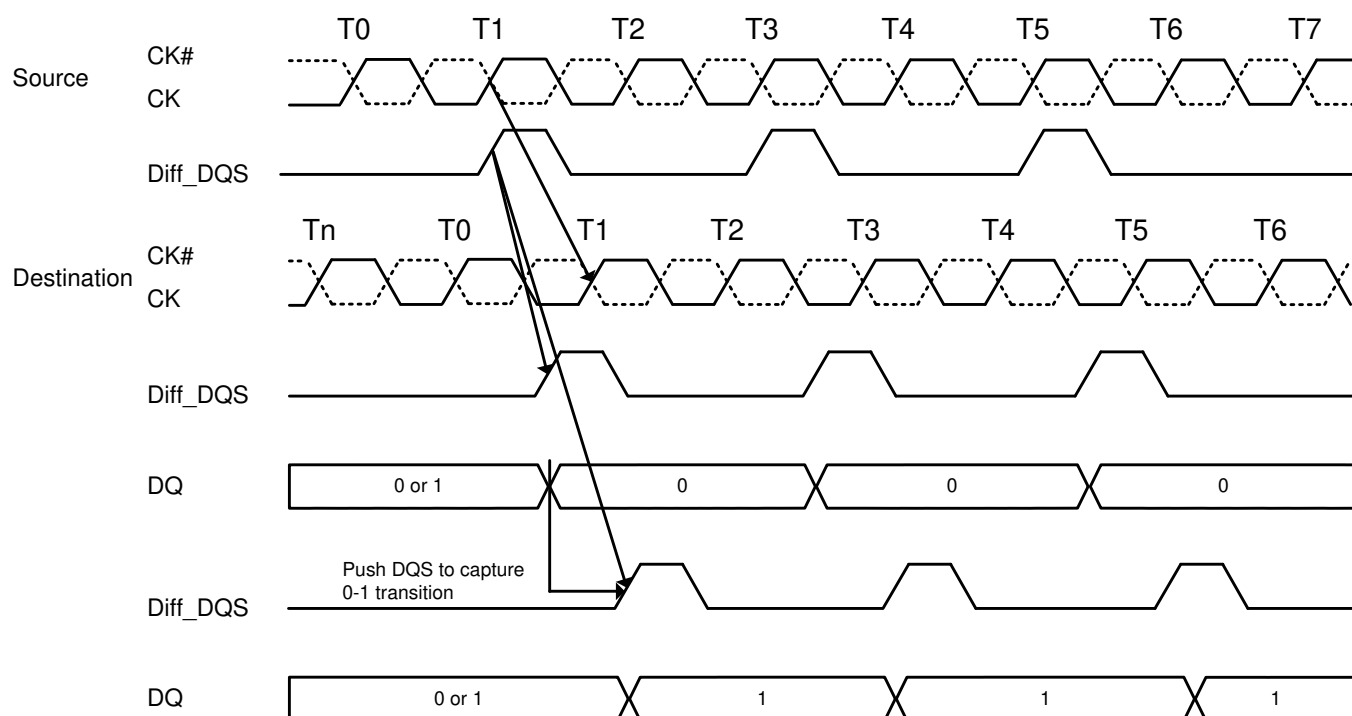 T0 T1 T2 T3 T4 T5 T6 T7
CK#
Source
CK
Diff_DQS
Tn T0 T1 T2 T3 T4 T5 T6
CK#
Destination
CK
Diff_DQS
DQ 0 or 1 0 0 0
Push DQS to capture
0-1 transition
Diff_DQS
DQ 0 or 1 1 1 1